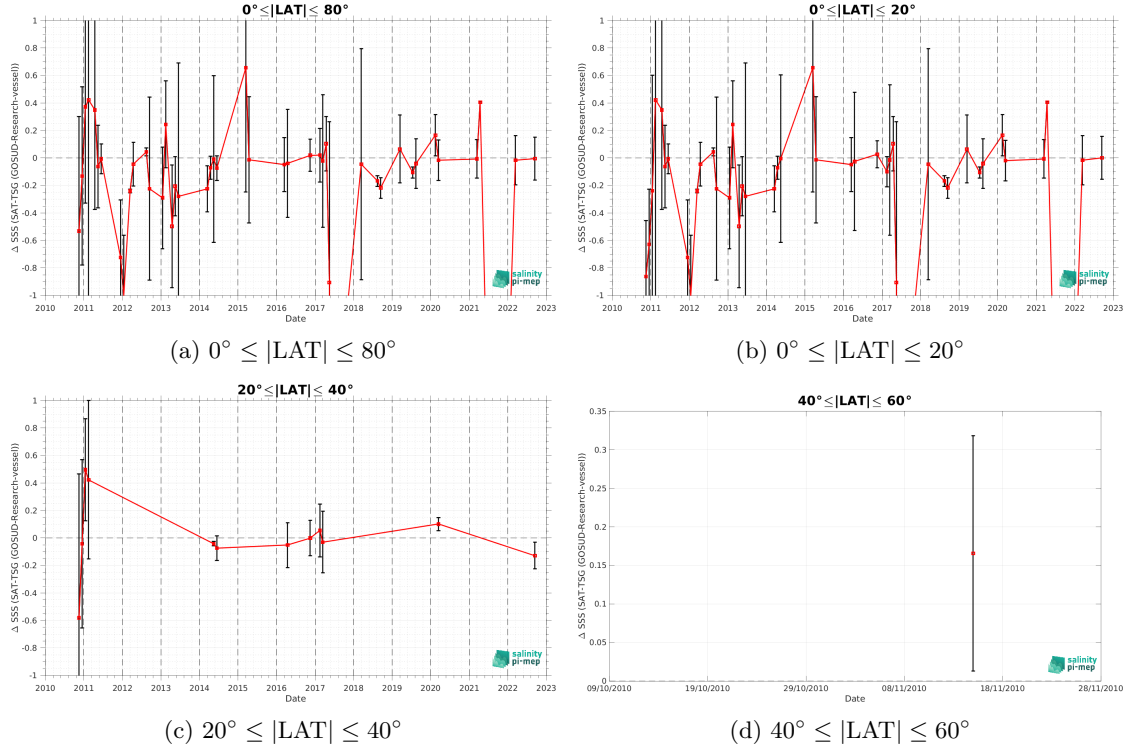 0°≤|LAT|≤ 80°
Δ SSS (SAT-TSG (GOSUD-Research-vessel))
1
0.8
0.6
0.4
0.2
0
-0.2
-0.4
-0.6
-0.8
-1
2010 2011 2012 2013 2014 2015 2016 2017 2018 2019 2020 2021 2022 2023
Date
salinity
pi-mep
(a) 0° ≤ |LAT| ≤ 80°
0°≤|LAT|≤ 20°
Δ SSS (SAT-TSG (GOSUD-Research-vessel))
1
0.8
0.6
0.4
0.2
0
-0.2
-0.4
-0.6
-0.8
-1
2010 2011 2012 2013 2014 2015 2016 2017 2018 2019 2020 2021 2022 2023
Date
salinity
pi-mep
(b) 0° ≤ |LAT| ≤ 20°
20°≤|LAT|≤ 40°
Δ SSS (SAT-TSG (GOSUD-Research-vessel))
1
0.8
0.6
0.4
0.2
0
-0.2
-0.4
-0.6
-0.8
-1
2010 2011 2012 2013 2014 2015 2016 2017 2018 2019 2020 2021 2022 2023
Date
salinity
pi-mep
(c) 20° ≤ |LAT| ≤ 40°
40°≤|LAT|≤ 60°
Δ SSS (SAT-TSG (GOSUD-Research-vessel))
0.35
0.3
0.25
0.2
0.15
0.1
0.05
0
09/10/2010 19/10/2010 29/10/2010 08/11/2010 18/11/2010 28/11/2010
Date
salinity
pi-mep
(d) 40° ≤ |LAT| ≤ 60°